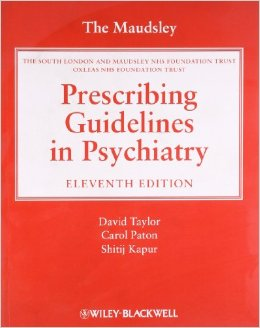 The Maudsley
THE SOUTH LONDON AND MAUDSLEY NHS FOUNDATION TRUST
OXLEAS NHS FOUNDATION TRUST
Prescribing
Guidelines
in Psychiatry
ELEVENTH EDITION
David Taylor
Carol Paton
Shitij Kapur
WILEY-BLACKWELL